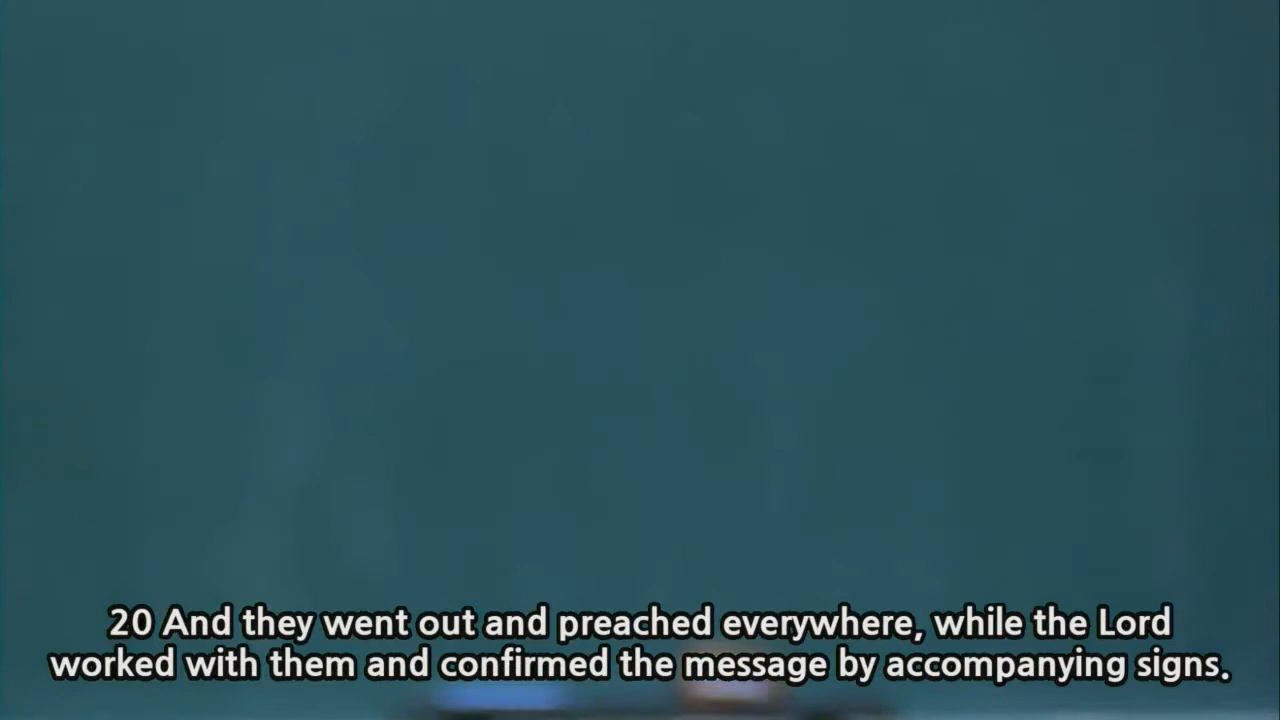 20 And they went out and preached everywhere, while the Lord
worked with them and confirmed the message by accompanying signs.